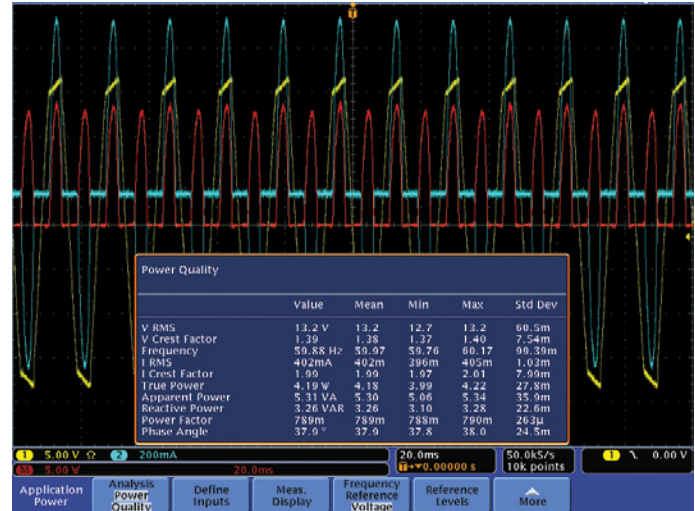 T
Power Quality
Value Mean Min Max Std Dev
V RMS 13.2 V 13.2 12.7 13.2 60.5m
V Crest Factor 1.39 1.38 1.37 1.40 7.54m
Frequency 59.88 Hz 59.97 59.76 60.17 99.39m
I RMS 402mA 402m 396m 405m 1.03m
I Crest Factor 1.99 1.99 1.97 2.01 7.99m
True Power 4.19 W 4.18 3.99 4.22 27.8m
Apparent Power 5.31 VA 5.30 5.06 5.34 35.9m
Reactive Power 3.26 VAR 3.26 3.10 3.28 22.6m
Power Factor 789m 789m 788m 790m 263µ
Phase Angle 37.9 ° 37.9 37.8 38.0 24.5m
1 5.00 V Ω 2 200mA 20.0ms 50.0kS/s 1 \ 0.00 V
M 5.00 V 20.0ms T→▼0.00000 s 10k points
Application Power
Analysis Power Quality
Define Inputs
Meas. Display
Frequency Reference Voltage
Reference Levels
More